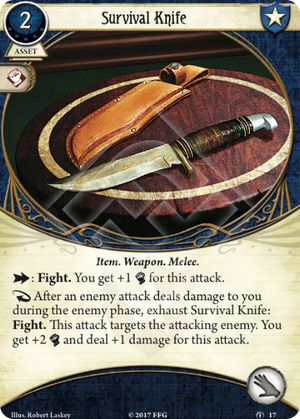 2
Survival Knife
ASSET
Item. Weapon. Melee.
: Fight. You get +1 for this attack.
After an enemy attack deals damage to you
during the enemy phase, exhaust Survival Knife:
Fight. This attack targets the attacking enemy. You
get +2 and deal +1 damage for this attack.
Illus. Robert Laskey
© 2017 FFG
17